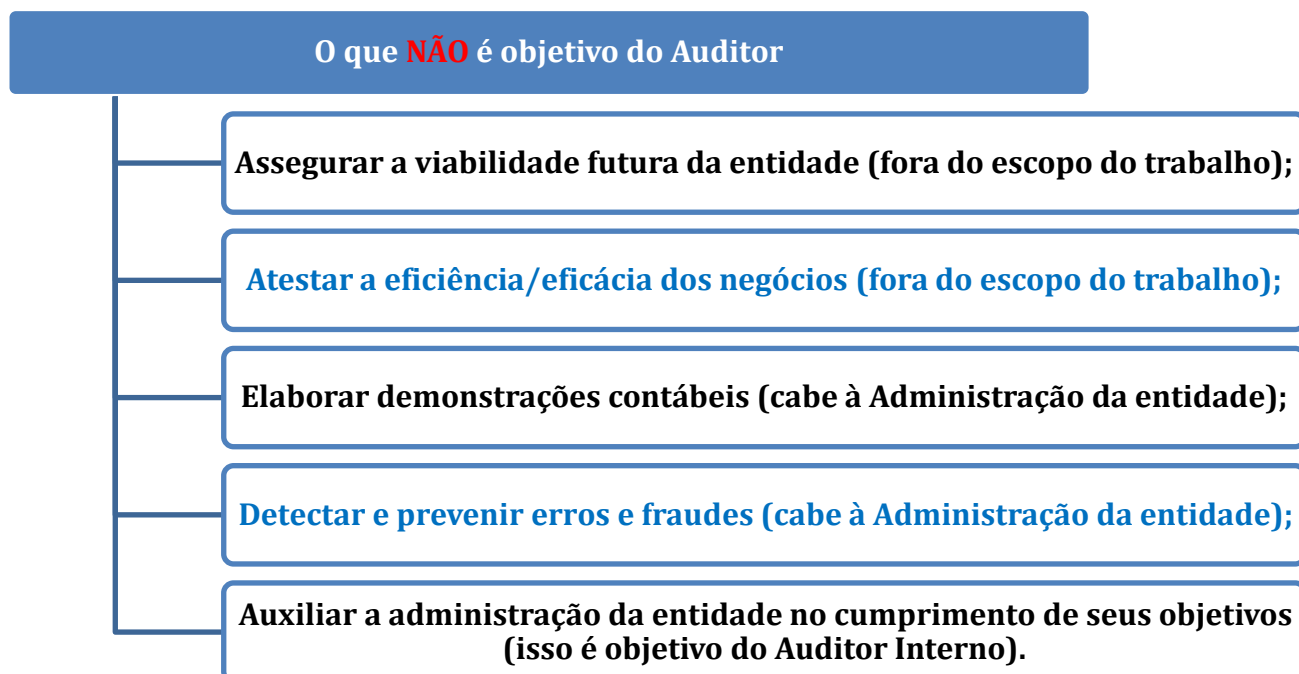 O que NÃO é objetivo do Auditor
Assegurar a viabilidade futura da entidade (fora do escopo do trabalho);
Atestar a eficiência/eficácia dos negócios (fora do escopo do trabalho);
Elaborar demonstrações contábeis (cabe à Administração da entidade);
Detectar e prevenir erros e fraudes (cabe à Administração da entidade);
Auxiliar a administração da entidade no cumprimento de seus objetivos
(isso é objetivo do Auditor Interno).